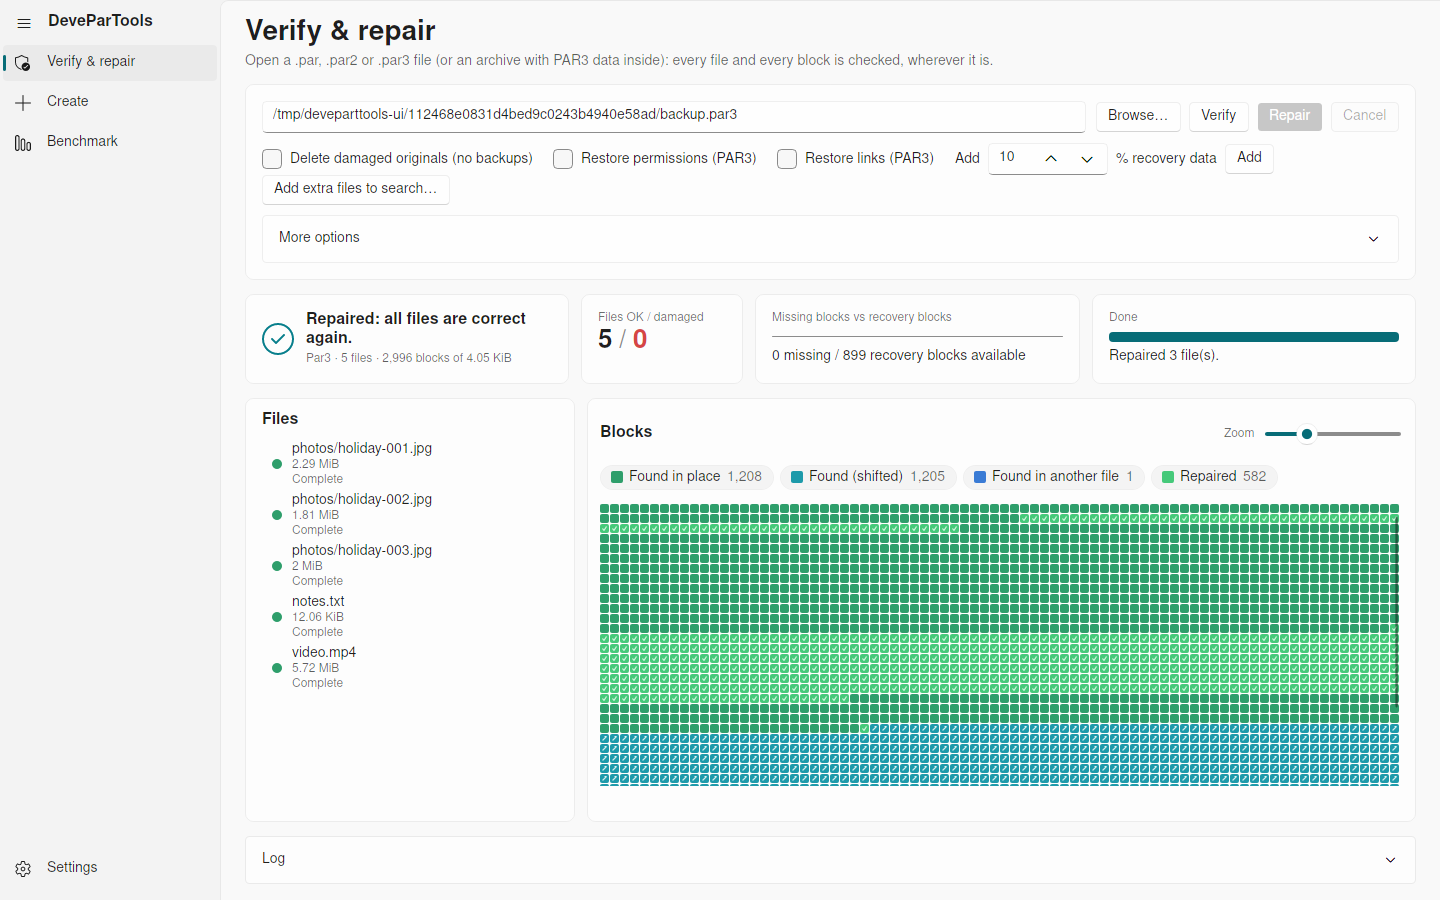 DeveParTools
Verify & repair
Create
Benchmark
Settings
Verify & repair
Open a .par, .par2 or .par3 file (or an archive with PAR3 data inside): every file and every block is checked, wherever it is.
/tmp/deveparttools-ui/112468e0831d4bed9c0243b4940e58ad/backup.par3
Browse…
Verify
Repair
Cancel
Delete damaged originals (no backups)
Restore permissions (PAR3)
Restore links (PAR3)
Add
10
% recovery data
Add
Add extra files to search…
More options
Repaired: all files are correct
again.
Par3 · 5 files · 2,996 blocks of 4.05 KiB
Files OK / damaged
5 / 0
Missing blocks vs recovery blocks
0 missing / 899 recovery blocks available
Done
Repaired 3 file(s).
Files
photos/holiday-001.jpg
2.29 MiB
Complete
photos/holiday-002.jpg
1.81 MiB
Complete
photos/holiday-003.jpg
2 MiB
Complete
notes.txt
12.06 KiB
Complete
video.mp4
5.72 MiB
Complete
Blocks
Zoom
Found in place 1,208
Found (shifted) 1,205
Found in another file 1
Repaired 582
Log